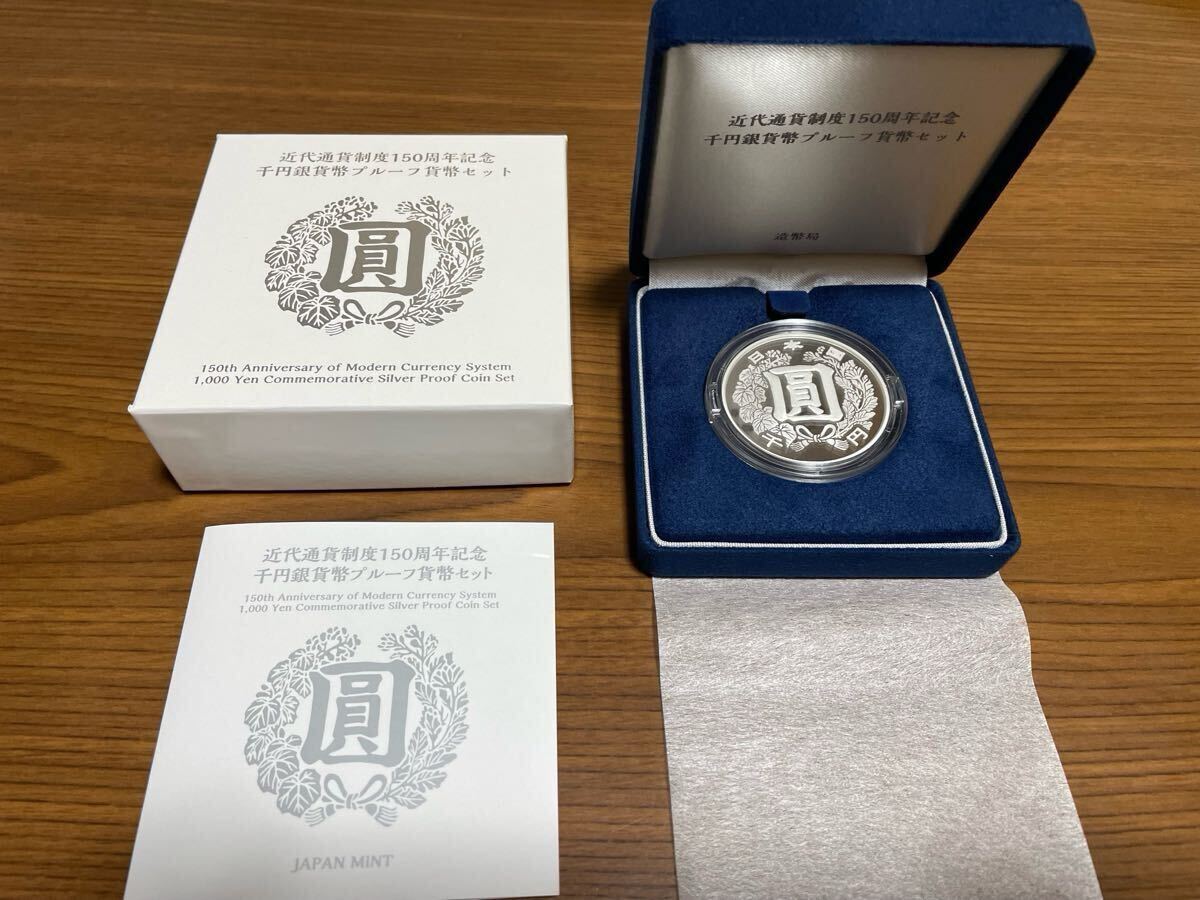 近代通貨制度150周年記念
千円銀貨幣プルーフ貨幣セット
圓
150th Anniversary of Modern Currency System
1,000 Yen Commemorative Silver Proof Coin Set
近代通貨制度150周年記念
千円銀貨幣プルーフ貨幣セット
造幣局
日本国
圓
千円
近代通貨制度150周年記念
千円銀貨幣プルーフ貨幣セット
150th Anniversary of Modern Currency System
1,000 Yen Commemorative Silver Proof Coin Set
圓
JAPAN MINT